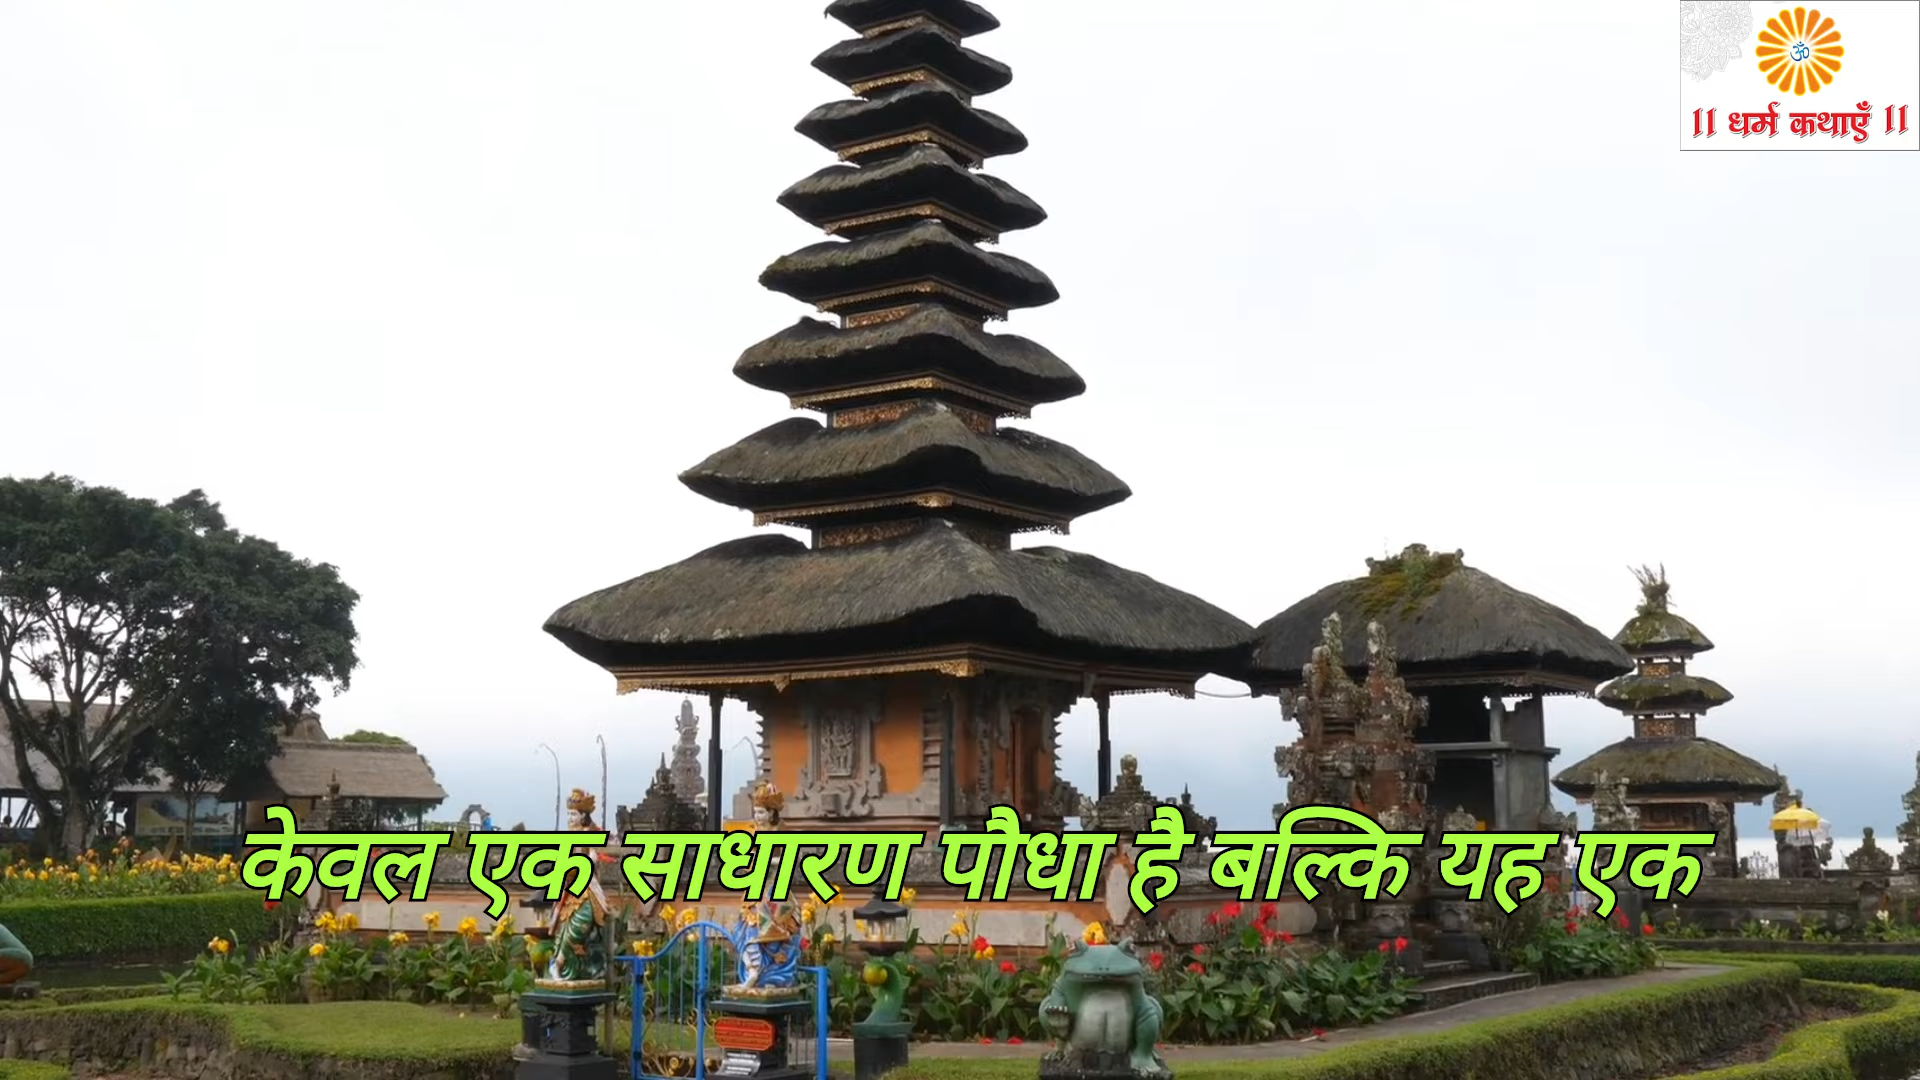 ॐ
।। धर्म कथाएँ ।।
केवल एक साधारण पौधा है बल्कि यह एक